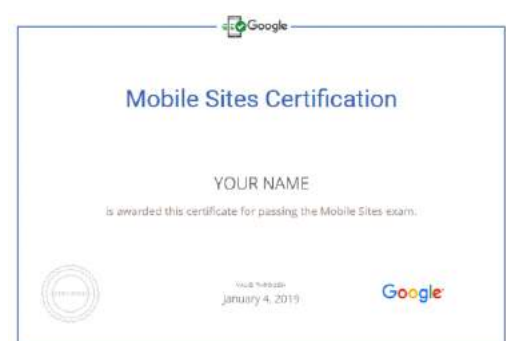 Google
Mobile Sites Certification
YOUR NAME
is awarded this certificate for passing the Mobile Sites exam.
January 4, 2019
Google